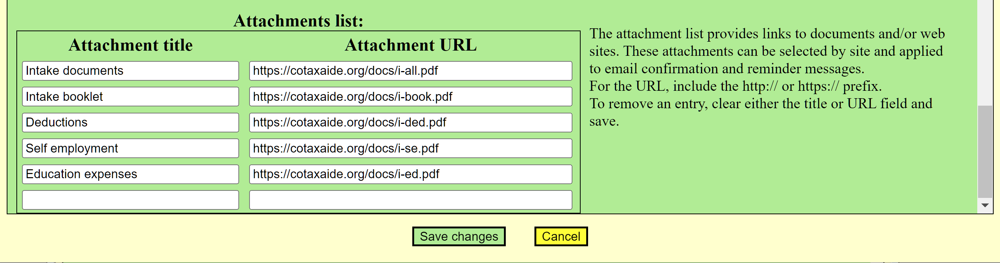 Attachments list:
Attachment title
Attachment URL
Intake documents
https://cotaxaide.org/docs/i-all.pdf
Intake booklet
https://cotaxaide.org/docs/i-book.pdf
Deductions
https://cotaxaide.org/docs/i-ded.pdf
Self employment
https://cotaxaide.org/docs/i-se.pdf
Education expenses
https://cotaxaide.org/docs/i-ed.pdf
The attachment list provides links to documents and/or web
sites. These attachments can be selected by site and applied
to email confirmation and reminder messages.
For the URL, include the http:// or https:// prefix.
To remove an entry, clear either the title or URL field and
save.
Save changes
Cancel